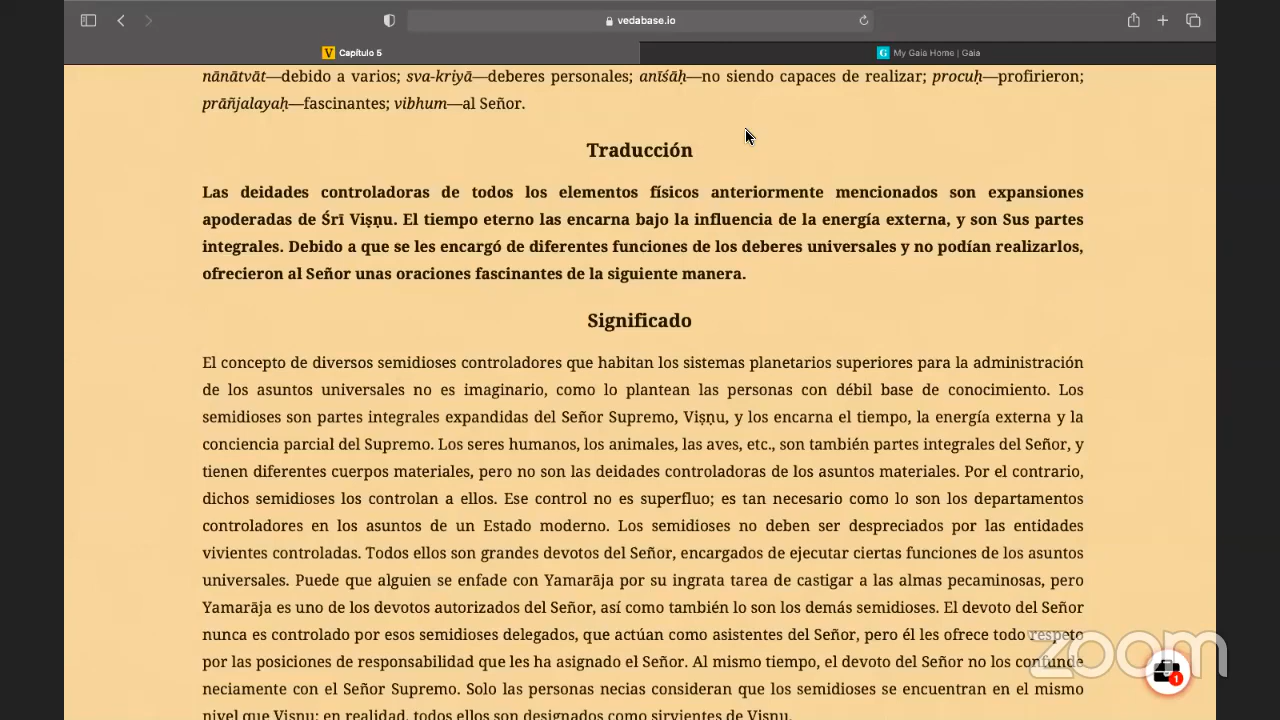 vedabase.io
V Capítulo 5
G My Gaia Home | Gaia
nānātvāt—debido a varios; sva-kriyā—deberes personales; anīśāḥ—no siendo capaces de realizar; procuḥ—profirieron;
prāñjalayaḥ—fascinantes; vibhum—al Señor.
Traducción
Las deidades controladoras de todos los elementos físicos anteriormente mencionados son expansiones
apoderadas de Śrī Viṣṇu. El tiempo eterno las encarna bajo la influencia de la energía externa, y son Sus partes
integrales. Debido a que se les encargó de diferentes funciones de los deberes universales y no podían realizarlos,
ofrecieron al Señor unas oraciones fascinantes de la siguiente manera.
Significado
El concepto de diversos semidioses controladores que habitan los sistemas planetarios superiores para la administración
de los asuntos universales no es imaginario, como lo plantean las personas con débil base de conocimiento. Los
semidioses son partes integrales expandidas del Señor Supremo, Viṣṇu, y los encarna el tiempo, la energía externa y la
conciencia parcial del Supremo. Los seres humanos, los animales, las aves, etc., son también partes integrales del Señor, y
tienen diferentes cuerpos materiales, pero no son las deidades controladoras de los asuntos materiales. Por el contrario,
dichos semidioses los controlan a ellos. Ese control no es superfluo; es tan necesario como lo son los departamentos
controladores en los asuntos de un Estado moderno. Los semidioses no deben ser despreciados por las entidades
vivientes controladas. Todos ellos son grandes devotos del Señor, encargados de ejecutar ciertas funciones de los asuntos
universales. Puede que alguien se enfade con Yamarāja por su ingrata tarea de castigar a las almas pecaminosas, pero
Yamarāja es uno de los devotos autorizados del Señor, así como también lo son los demás semidioses. El devoto del Señor
nunca es controlado por esos semidioses delegados, que actúan como asistentes del Señor, pero él les ofrece todo respeto
por las posiciones de responsabilidad que les ha asignado el Señor. Al mismo tiempo, el devoto del Señor no los confunde
neciamente con el Señor Supremo. Solo las personas necias consideran que los semidioses se encuentran en el mismo
nivel que Viṣṇu; en realidad, todos ellos son designados como sirvientes de Viṣṇu.
zoom
1